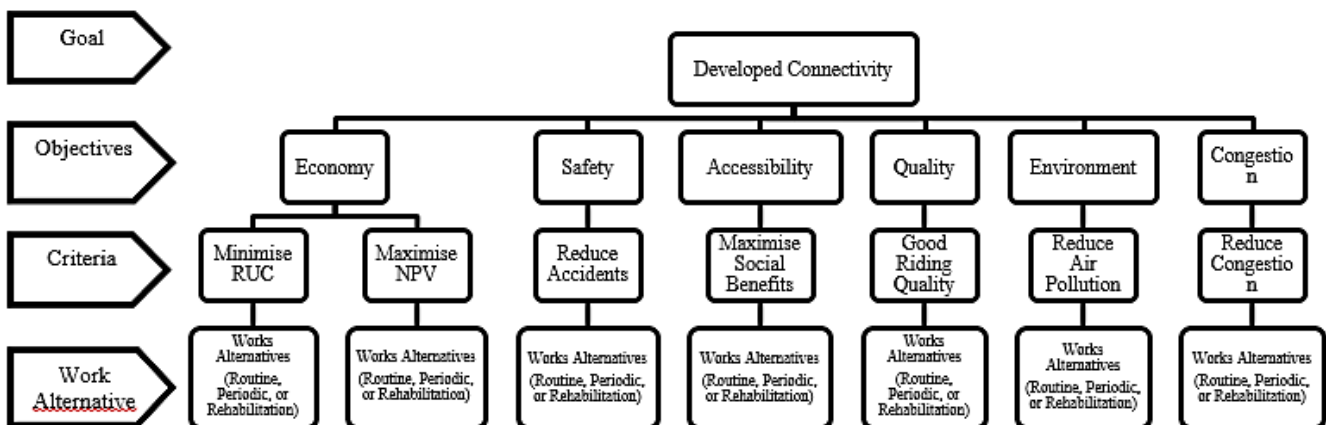 Goal
Developed Connectivity
Objectives
Economy
Safety
Accessibility
Quality
Environment
Congestio
n
Criteria
Minimise
RUC
Maximise
NPV
Reduce
Accidents
Maximise
Social
Benefits
Good
Riding
Quality
Reduce
Air
Pollution
Reduce
Congestio
n
Work
Alternative
Works
Alternatives
(Routine,
Periodic, or
Rehabilitation)
Works Alternatives
(Routine, Periodic,
or Rehabilitation)
Works Alternatives
(Routine, Periodic,
or Rehabilitation)
Works Alternatives
(Routine, Periodic,
or Rehabilitation)
Works
Alternatives
(Routine,
Periodic, or
Rehabilitation)
Works
Alternatives
(Routine, Periodic,
or Rehabilitation)
Works Alternatives
(Routine, Periodic,
or Rehabilitation)